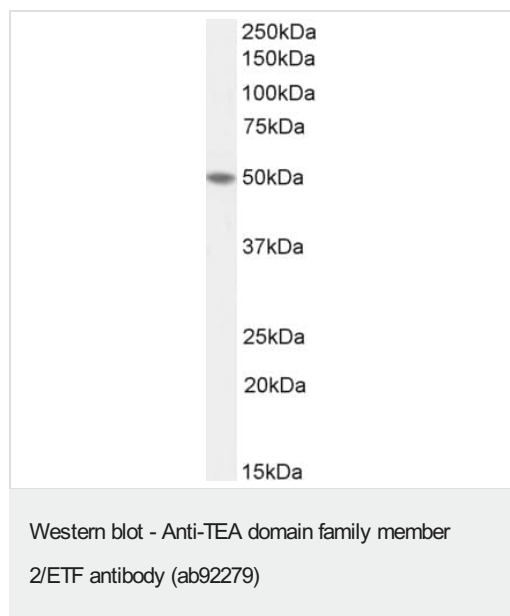 250kDa
150kDa
100kDa
75kDa
50kDa
37kDa
25kDa
20kDa
15kDa
Western blot - Anti-TEA domain family member
2/ETF antibody (ab92279)